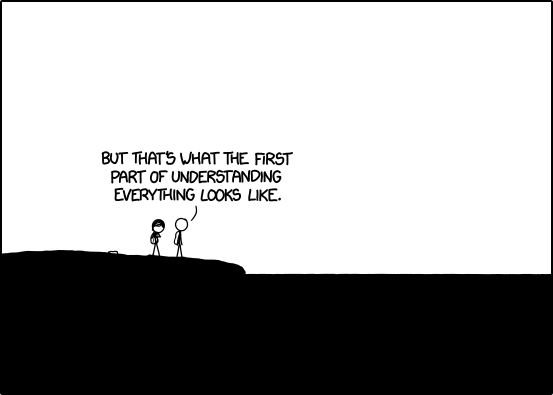 BUT THAT'S WHAT THE FIRST
PART OF UNDERSTANDING
EVERYTHING LOOKS LIKE.